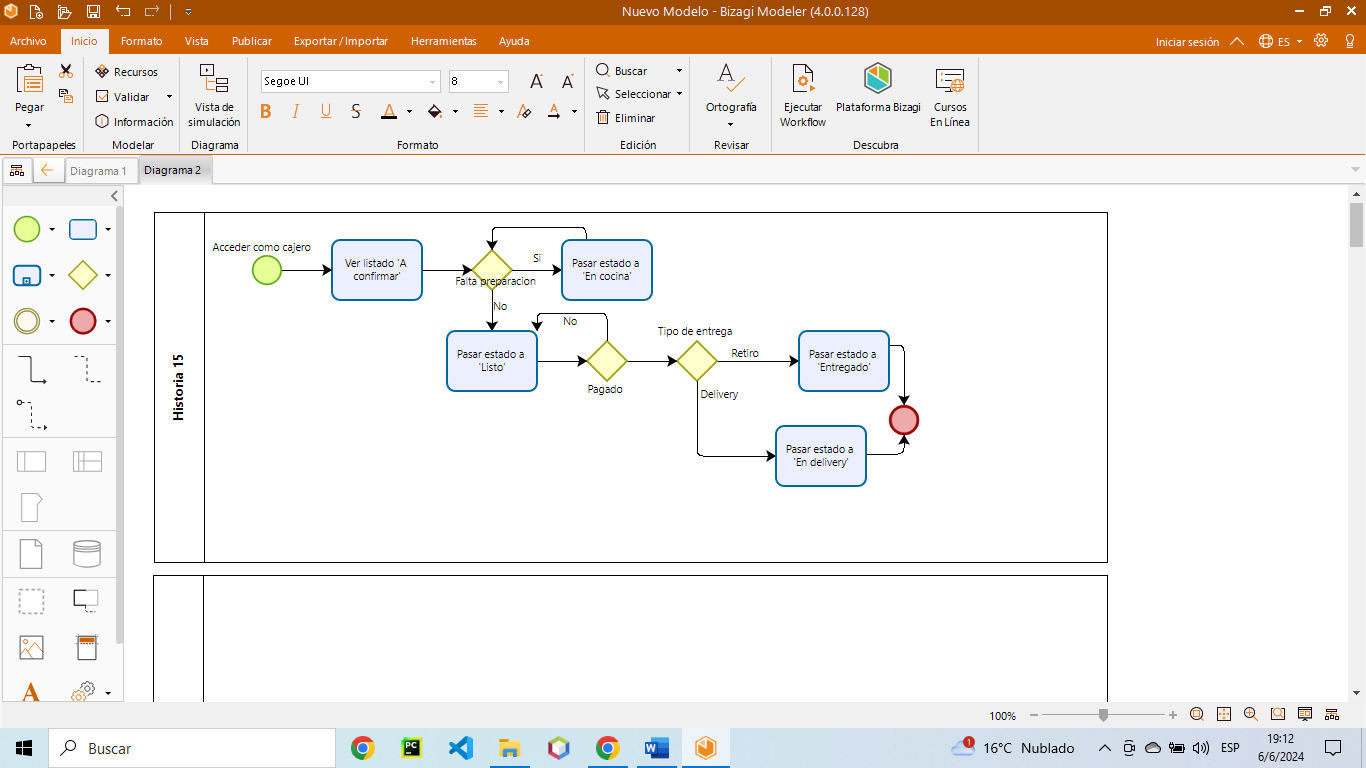 Nuevo Modelo - Bizagi Modeler (4.0.0.128)
Archivo Inicio Formato Vista Publicar Exportar / Importar Herramientas Ayuda Iniciar sesión ES
Pegar
Portapapeles
Recursos
Validar
Información
Modelar
Vista de
simulación
Diagrama
Segoe UI 8
A A
B I U S A A
Formato
Buscar
Seleccionar
Eliminar
Edición
Ortografía
Revisar
Ejecutar
Workflow
Plataforma Bizagi
Cursos
En Línea
Descubra
Diagrama 1 Diagrama 2
Historia 15
Acceder como cajero
Ver listado 'A
confirmar'
Falta preparacion
Si
Pasar estado a
'En cocina'
No
Pasar estado a
'Listo'
No
Pagado
Tipo de entrega
Retiro
Pasar estado a
'Entregado'
Delivery
Pasar estado a
'En delivery'
A
100%
Buscar
PC
W
1
16°C Nublado
ESP
19:12
6/6/2024